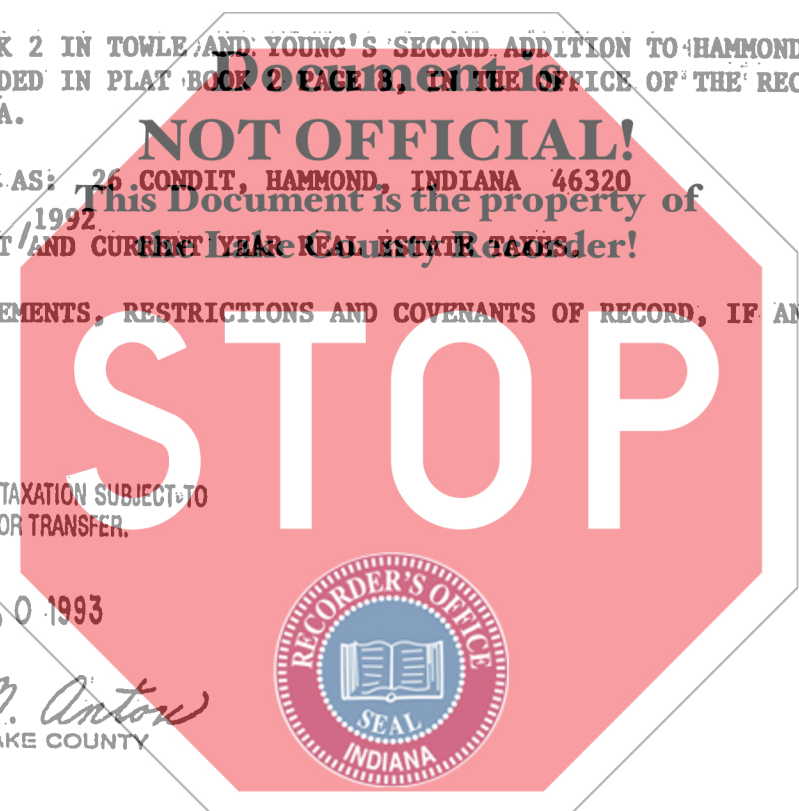 K 2 IN TOWLE AND YOUNG'S SECOND ADDITION TO HAMMOND
DED IN PLAT BOOK 2 PAGE 8, IN THE OFFICE OF THE REC
A.
Document is
NOT OFFICIAL!
AS: 26 CONDIT, HAMMOND, INDIANA 46320
This Document is the property of
1992
T AND CURRENT YEAR REAL ESTATE TAXES.
the Lake County Recorder!
EMENTS, RESTRICTIONS AND COVENANTS OF RECORD, IF AN
STOP
TAXATION SUBJECT TO
OR TRANSFER.
0 1993
RECORDER'S OFFICE
SEAL
INDIANA
N. Anton
AKE COUNTY